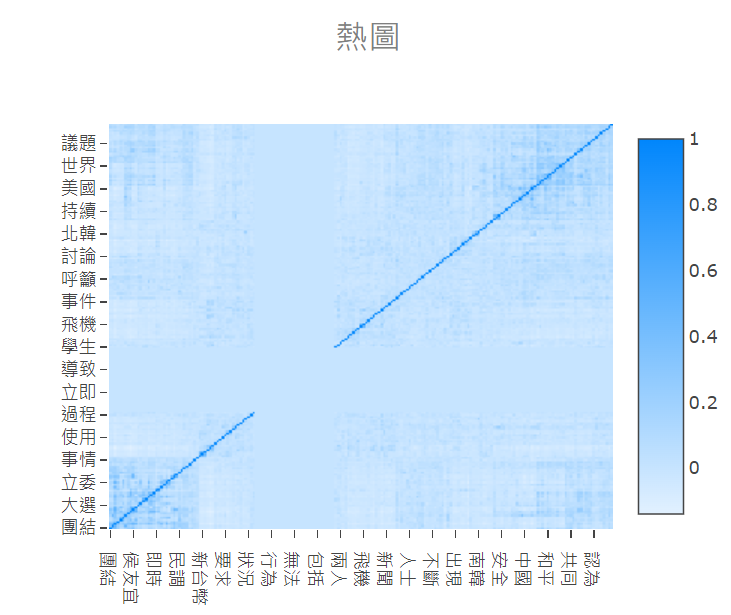 熱圖
議題
世界
美國
持續
北韓
討論
呼籲
事件
飛機
學生
導致
立即
過程
使用
事情
立委
大選
團結
團結
侯友宜
即時
民調
新台幣
要求
狀況
行為
無法
包括
兩人
飛機
新聞
人士
不斷
出現
南韓
安全
中國
和平
共同
認為
1
0.8
0.6
0.4
0.2
0